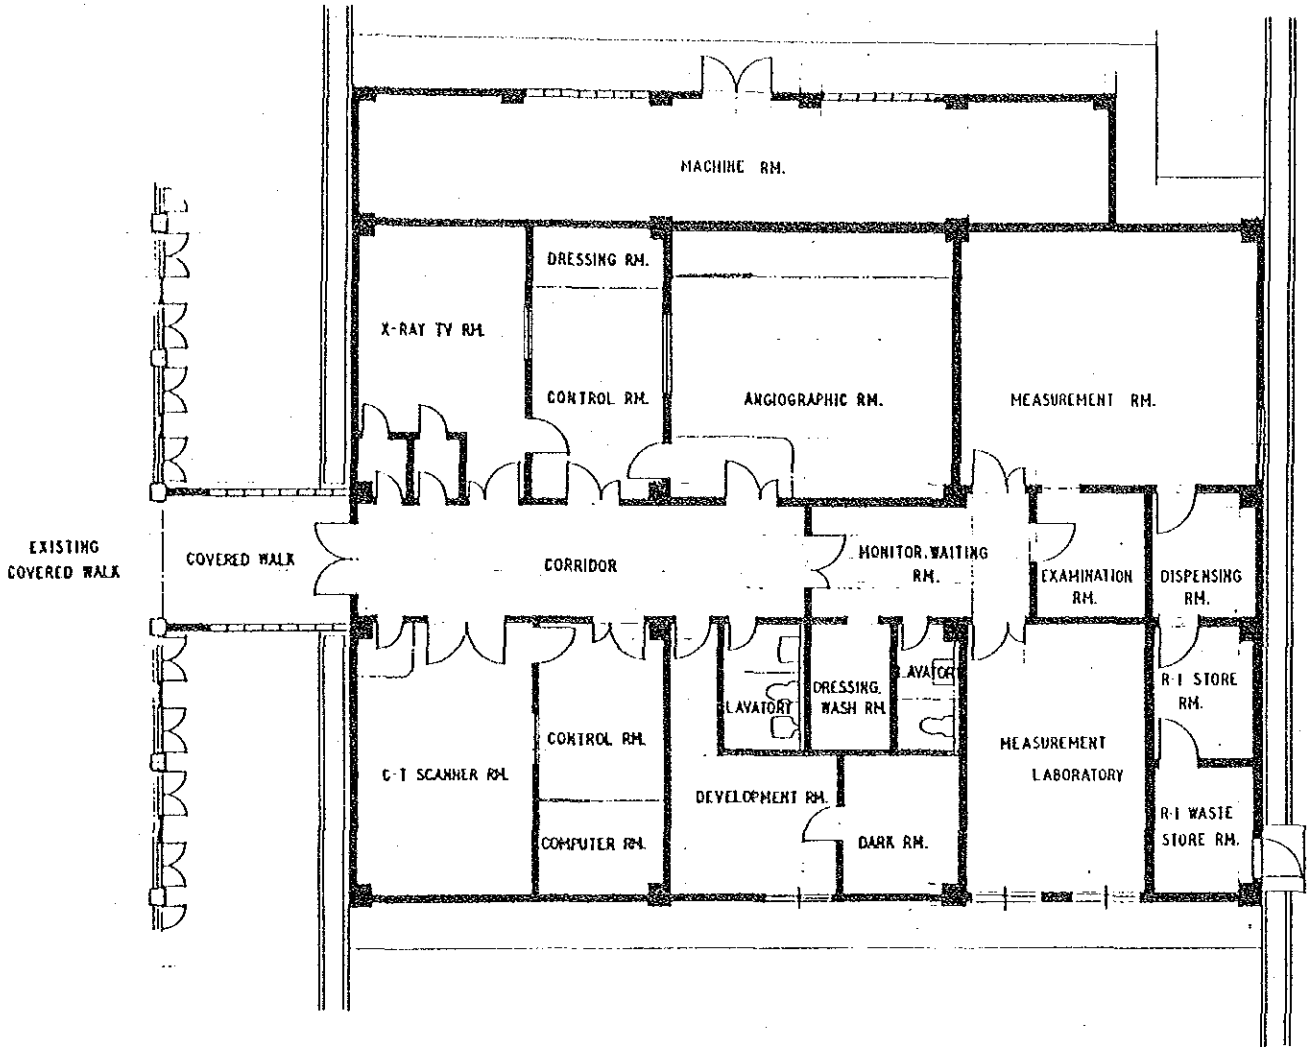 MACHINE RM.
DRESSING RM.
X-RAY TV RM.
CONTROL RM.
ANGIOGRAPHIC RM.
MEASUREMENT RM.
EXISTING
COVERED WALK
COVERED WALK
CORRIDOR
MONITOR, WAITING
RM.
EXAMINATION
RM.
DISPENSING
RM.
LAVATORY
DRESSING,
WASH RM.
LAVATORY
R-I STORE
RM.
C-T SCANNER RM.
CONTROL RM.
DEVELOPMENT RM.
MEASUREMENT
LABORATORY
COMPUTER RM.
DARK RM.
R-I WASTE
STORE RM.